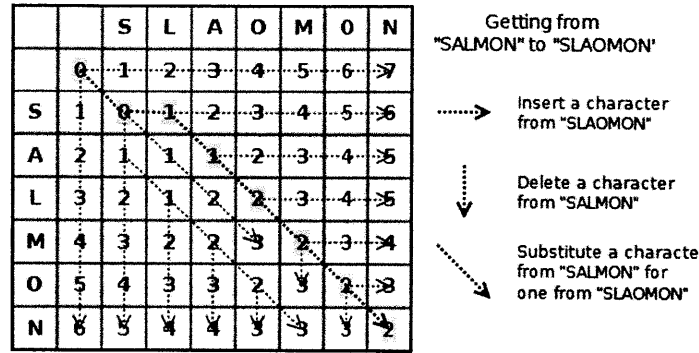 S L A O M O N
0 1 2 3 4 5 6 7
S 1 0 1 2 3 4 5 6
A 2 1 1 1 2 3 4 5
L 3 2 1 2 2 3 4 5
M 4 3 2 2 3 2 3 4
O 5 4 3 3 2 3 2 3
N 6 5 4 4 3 3 3 2
Getting from
"SALMON" to "SLAOMON'
Insert a character
from "SLAOMON"
Delete a character
from "SALMON"
Substitute a characte
from "SALMON" for
one from "SLAOMON"